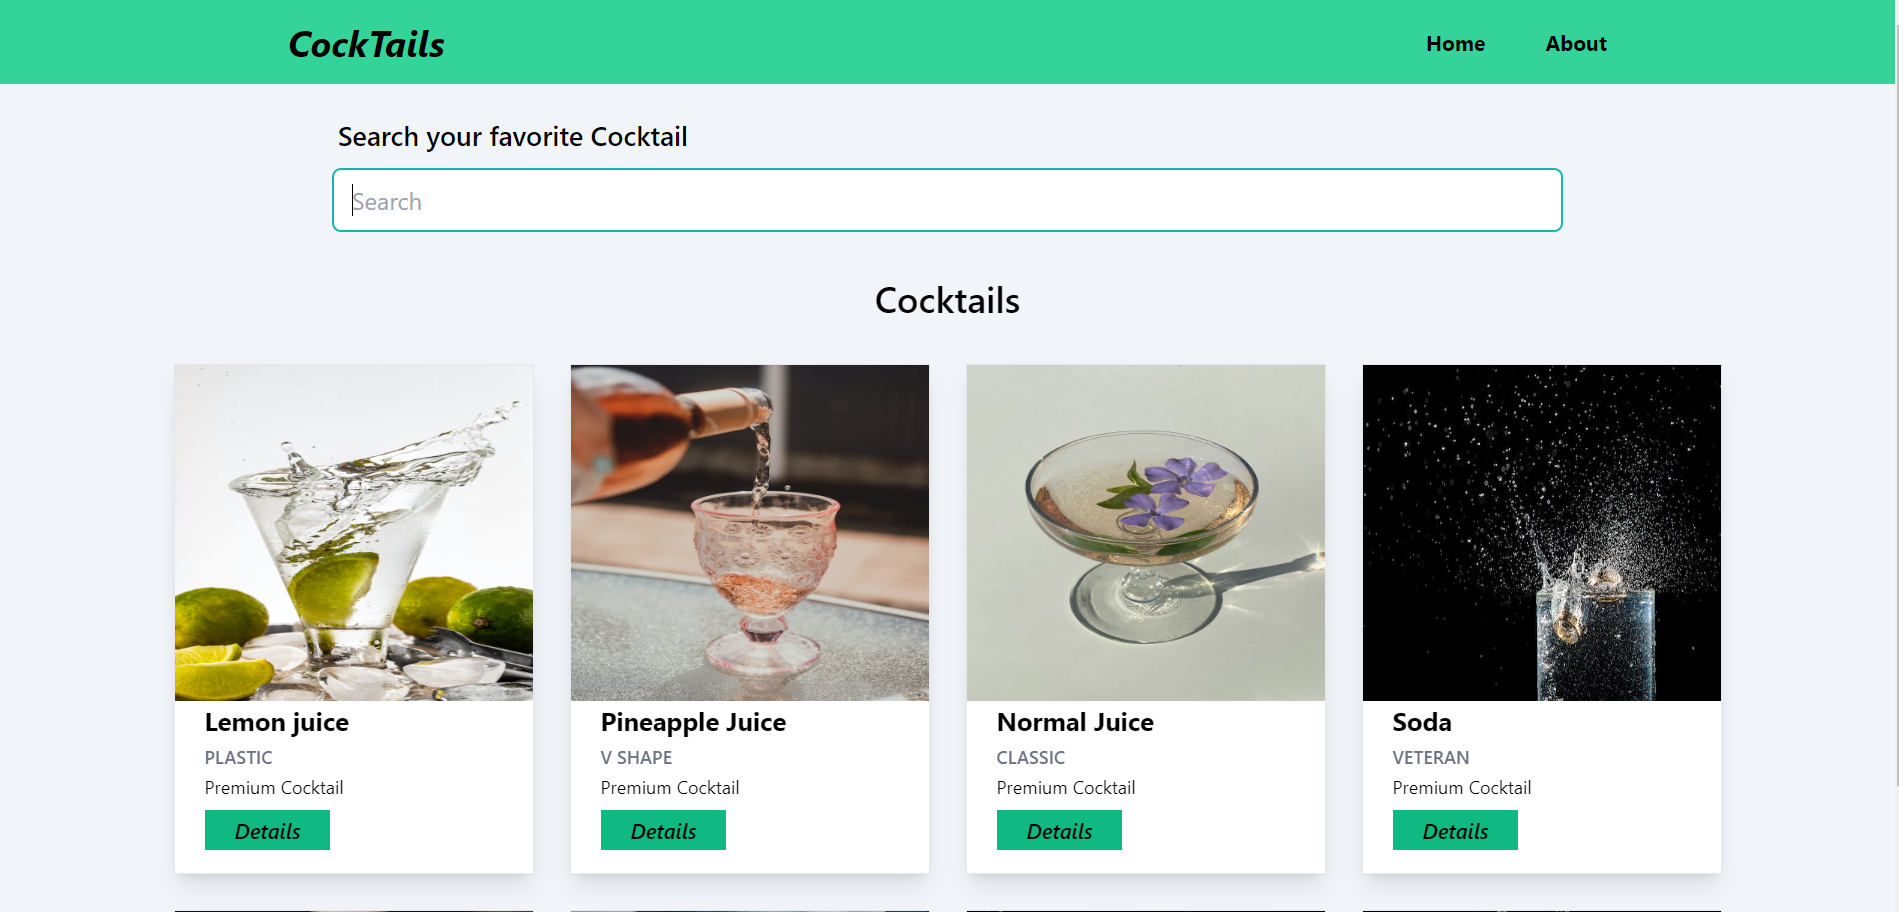 CockTails
Home
About
Search your favorite Cocktail
Search
Cocktails
Lemon juice
PLASTIC
Premium Cocktail
Details
Pineapple Juice
V SHAPE
Premium Cocktail
Details
Normal Juice
CLASSIC
Premium Cocktail
Details
Soda
VETERAN
Premium Cocktail
Details